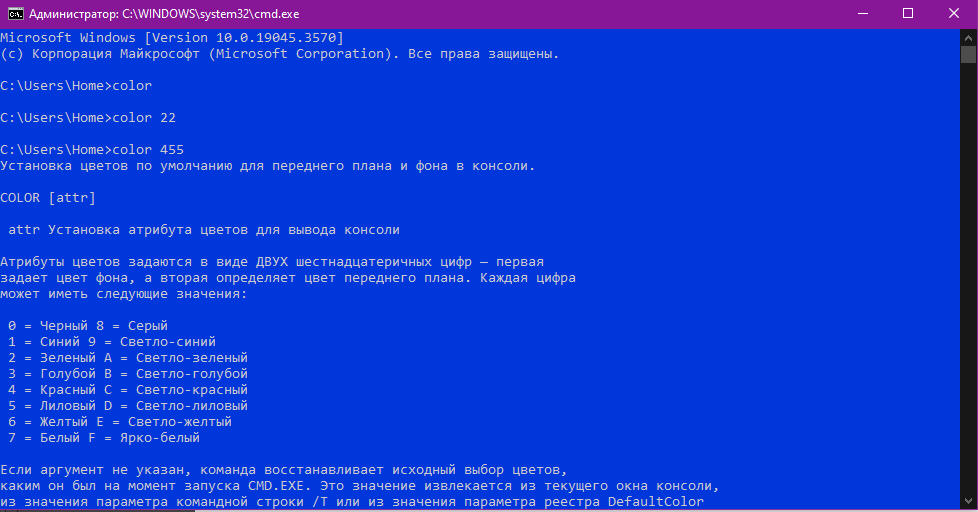 Администратор: C:\WINDOWS\system32\cmd.exe
Microsoft Windows [Version 10.0.19045.3570]
(c) Корпорация Майкрософт (Microsoft Corporation). Все права защищены.
C:\Users\Home>color
C:\Users\Home>color 22
C:\Users\Home>color 455
Установка цветов по умолчанию для переднего плана и фона в консоли.
COLOR [attr]
attr Установка атрибута цветов для вывода консоли
Атрибуты цветов задаются в виде ДВУХ шестнадцатеричных цифр — первая
задает цвет фона, а вторая определяет цвет переднего плана. Каждая цифра
может иметь следующие значения:
0 = Черный 8 = Серый
1 = Синий 9 = Светло-синий
2 = Зеленый A = Светло-зеленый
3 = Голубой B = Светло-голубой
4 = Красный C = Светло-красный
5 = Лиловый D = Светло-лиловый
6 = Желтый E = Светло-желтый
7 = Белый F = Ярко-белый
Если аргумент не указан, команда восстанавливает исходный выбор цветов,
каким он был на момент запуска CMD.EXE. Это значение извлекается из текущего окна консоли,
из значения параметра командной строки /T или из значения параметра реестра DefaultColor